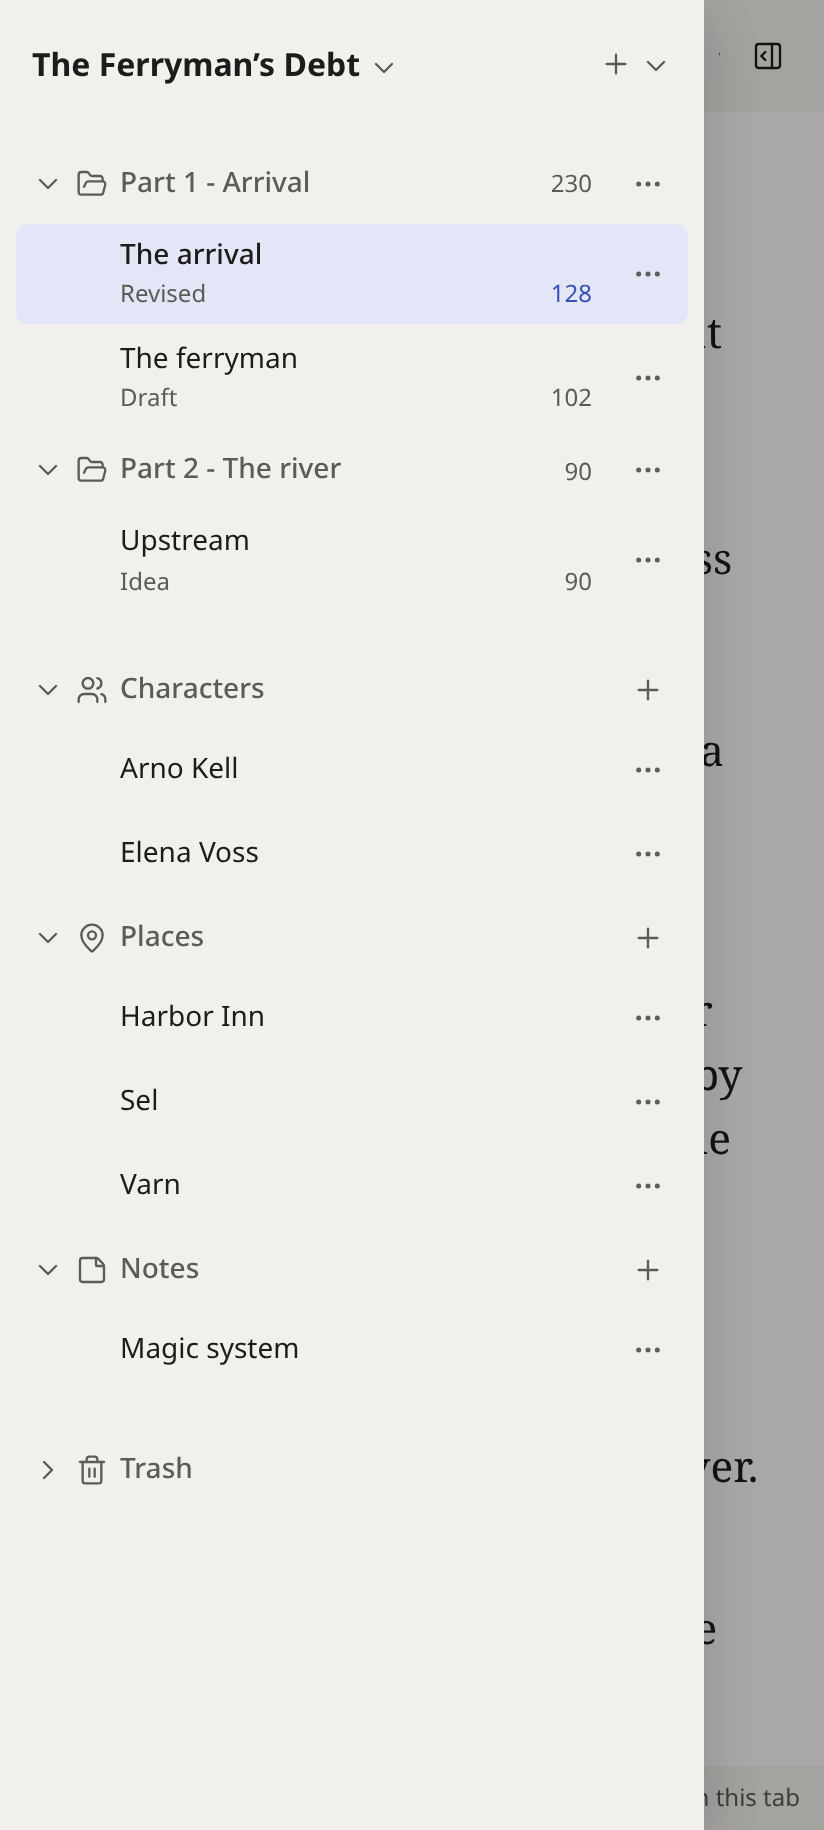 The Ferryman’s Debt
Part 1 - Arrival 230
The arrival
Revised 128
The ferryman
Draft 102
Part 2 - The river 90
Upstream
Idea 90
Characters
Arno Kell
Elena Voss
Places
Harbor Inn
Sel
Varn
Notes
Magic system
Trash
this tab